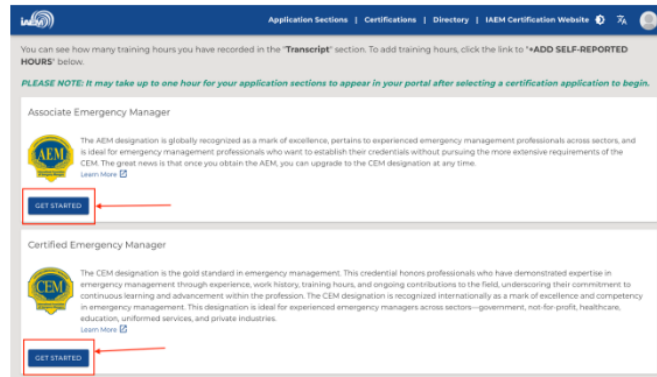 iaem
Application Sections | Certifications | Directory | IAEM Certification Website
You can see how many training hours you have recorded in the "Transcript" section. To add training hours, click the link to "+ADD SELF-REPORTED
HOURS" below.
PLEASE NOTE: It may take up to one hour for your application sections to appear in your portal after selecting a certification application to begin.
Associate Emergency Manager
AEM
The AEM designation is globally recognized as a mark of excellence, pertains to experienced emergency management professionals across sectors, and
is ideal for emergency management professionals who want to establish their credentials without pursuing the more extensive requirements of the
CEM. The great news is that once you obtain the AEM, you can upgrade to the CEM designation at any time.
Learn More
GET STARTED
Certified Emergency Manager
CEM
The CEM designation is the gold standard in emergency management. This credential honors professionals who have demonstrated expertise in
emergency management through experience, work history, training hours, and ongoing contributions to the field, underscoring their commitment to
continuous learning and advancement within the profession. The CEM designation is recognized internationally as a mark of excellence and competency
in emergency management. This designation is ideal for experienced emergency managers across sectors—government, not-for-profit, healthcare,
education, uniformed services, and private industries.
Learn More
GET STARTED